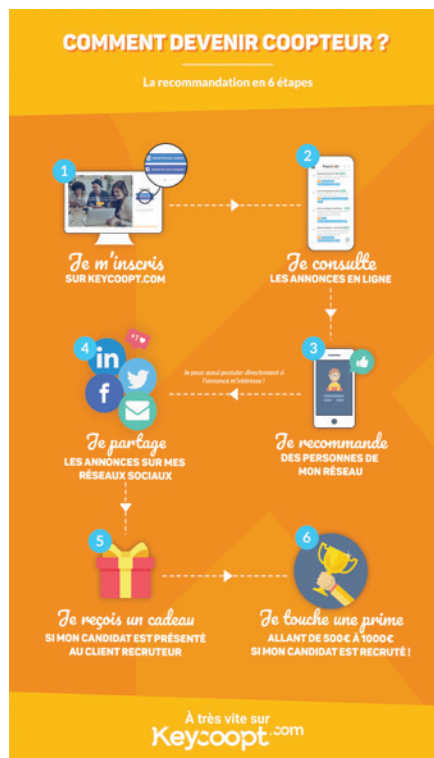 COMMENT DEVENIR COOPTEUR ?
La recommandation en 6 étapes
1
Je m'inscris
SUR KEYCOOPT.COM
2
Je consulte
LES ANNONCES EN LIGNE
3
Je recommande
DES PERSONNES DE
MON RÉSEAU
Je peux aussi postuler directement si
l'annonce m'intéresse !
4
in
f
+1
Je partage
LES ANNONCES SUR MES
RÉSEAUX SOCIAUX
5
Je reçois un cadeau
SI MON CANDIDAT EST PRÉSENTÉ
AU CLIENT RECRUTEUR
6
Je touche une prime
ALLANT DE 500€ À 1000€
SI MON CANDIDAT EST RECRUTÉ !
À très vite sur
Keycoopt.com